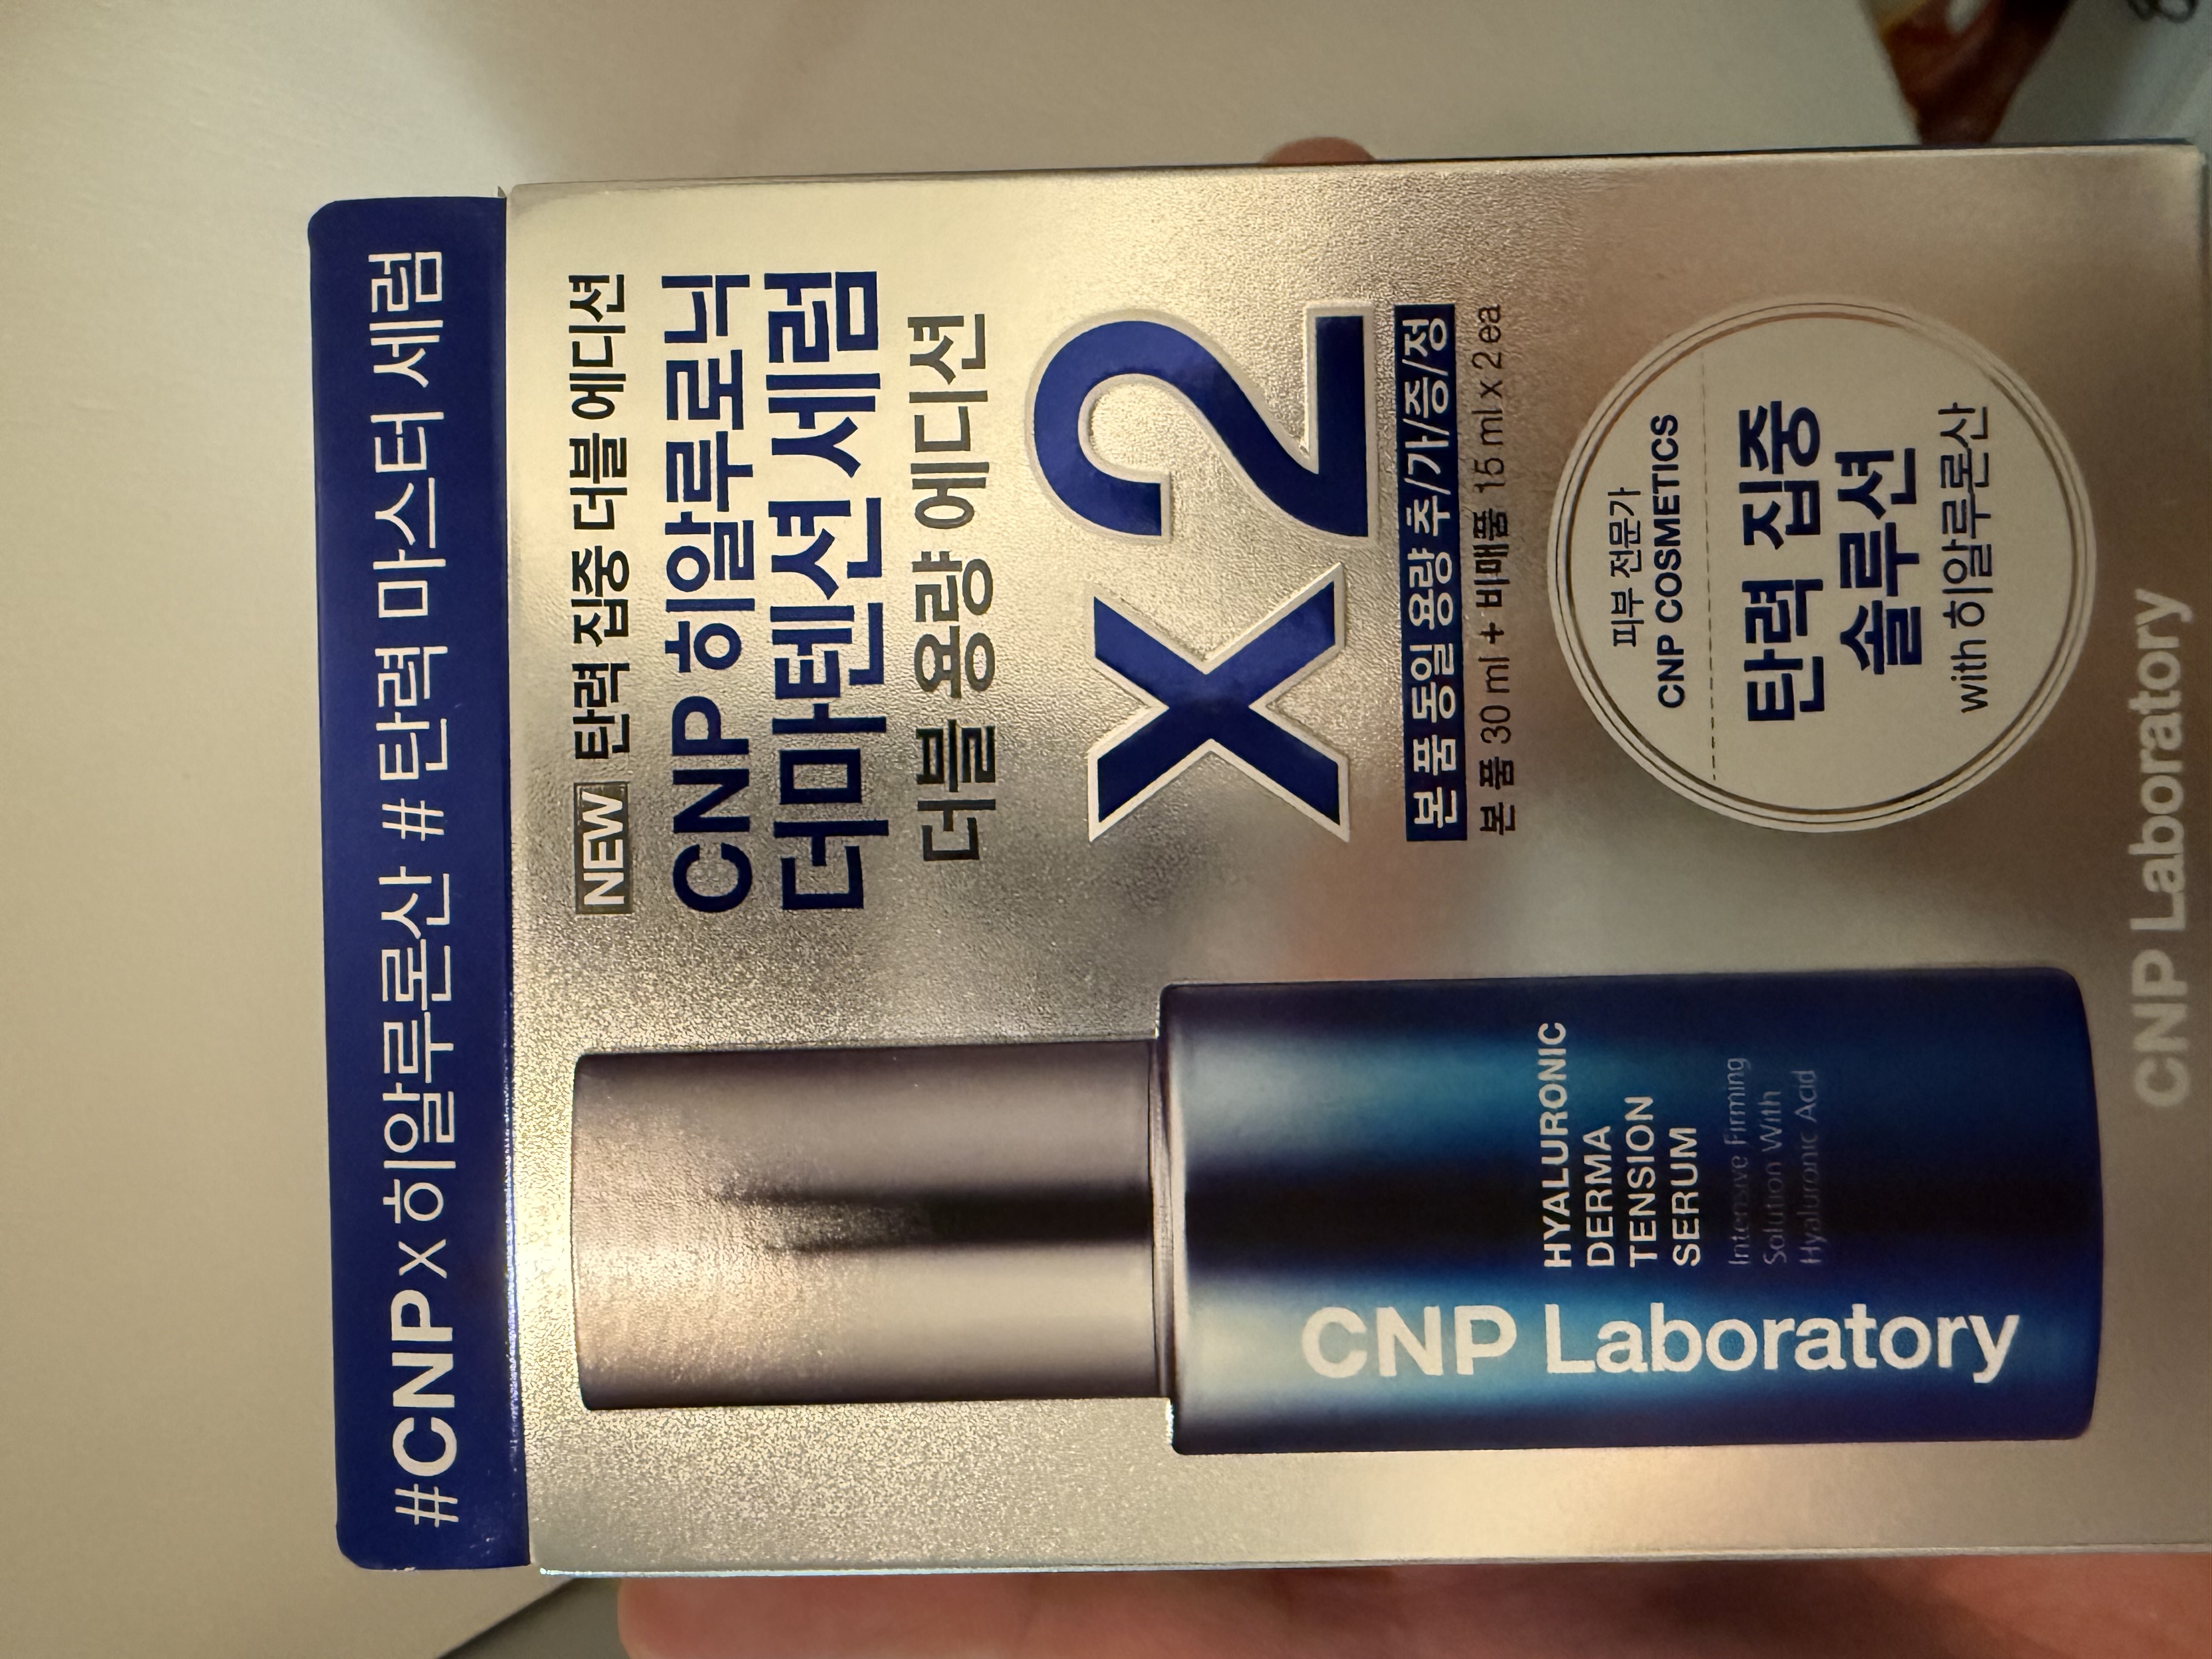 #CNP x 히알루론산 # 탄력 마스터 세럼
NEW 탄력 집중 더블 에디션
CNP 히알루로닉
더마텐션 세럼
더블 용량 에디션
x2
본품 동일 용량 추/가/증/정
본 품 30 ml + 비매품 15 ml x 2 ea
피부 전문가
CNP COSMETICS
탄력 집중
솔루션
with 히알루론산
HYALURONIC
DERMA
TENSION
SERUM
Intensive Firming
Solution With
Hyaluronic Acid
CNP Laboratory
CNP Laboratory